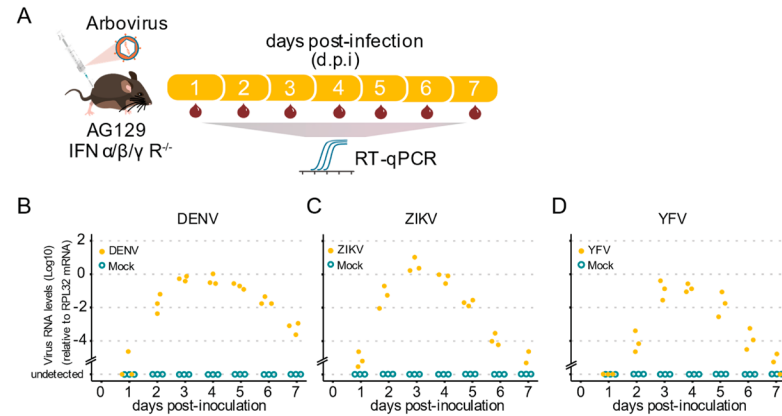 A
Arbovirus
days post-infection
(d.p.i)
1 2 3 4 5 6 7
AG129
IFN α/β/γ R-/-
RT-qPCR
B
DENV
C
ZIKV
D
YFV
Virus RNA levels (Log10)
(relative to RPL32 mRNA)
2
0
-2
-4
undetected
DENV
Mock
ZIKV
Mock
YFV
Mock
0 1 2 3 4 5 6 7
days post-inoculation
0 1 2 3 4 5 6 7
days post-inoculation
0 1 2 3 4 5 6 7
days post-inoculation